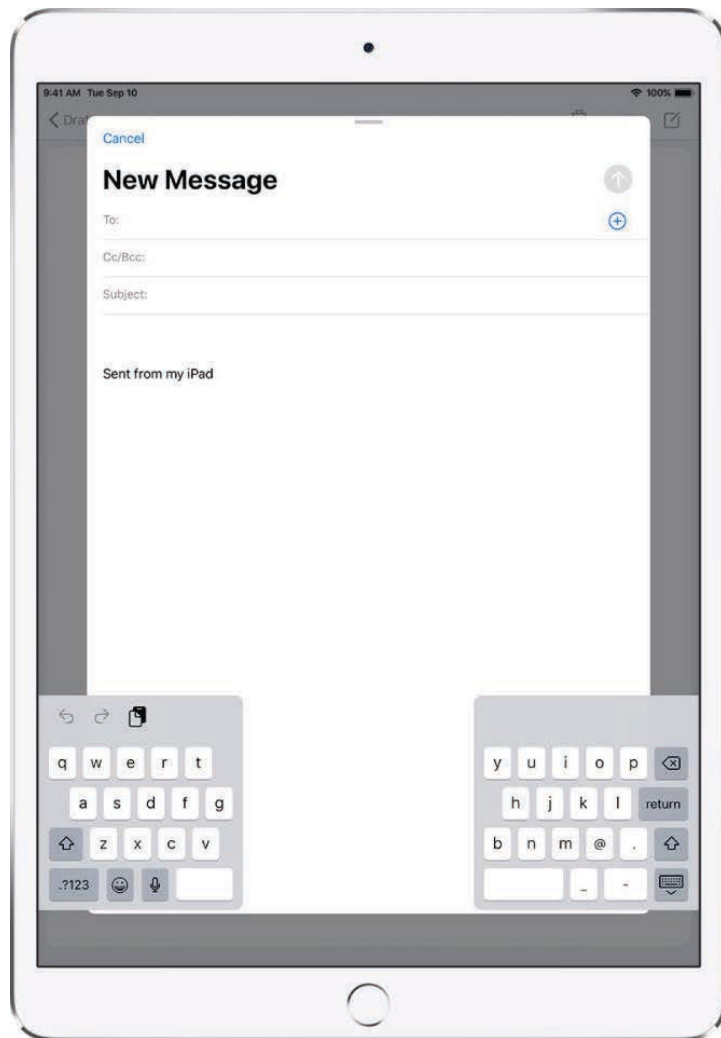 9:41 AM Tue Sep 10 100%
Draf
Cancel
New Message
To:
Cc/Bcc:
Subject:
Sent from my iPad
q w e r t y u i o p
a s d f g h j k l return
z x c v b n m @ .
.?123 _ -